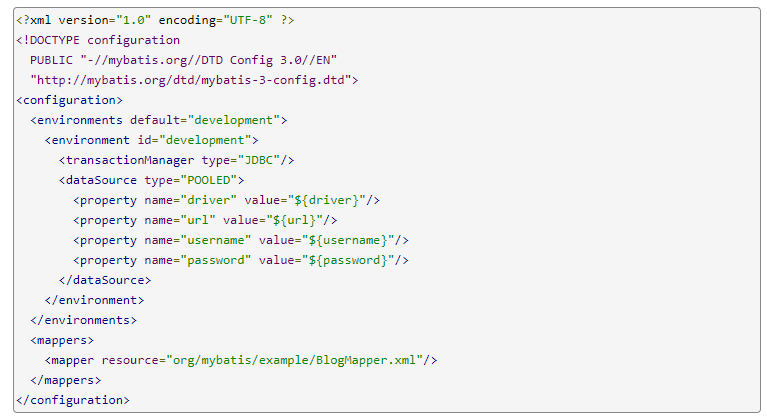 <?xml version="1.0" encoding="UTF-8" ?>
<!DOCTYPE configuration
  PUBLIC "-//mybatis.org//DTD Config 3.0//EN"
  "http://mybatis.org/dtd/mybatis-3-config.dtd">
<configuration>
  <environments default="development">
    <environment id="development">
      <transactionManager type="JDBC"/>
      <dataSource type="POOLED">
        <property name="driver" value="${driver}"/>
        <property name="url" value="${url}"/>
        <property name="username" value="${username}"/>
        <property name="password" value="${password}"/>
      </dataSource>
    </environment>
  </environments>
  <mappers>
    <mapper resource="org/mybatis/example/BlogMapper.xml"/>
  </mappers>
</configuration>